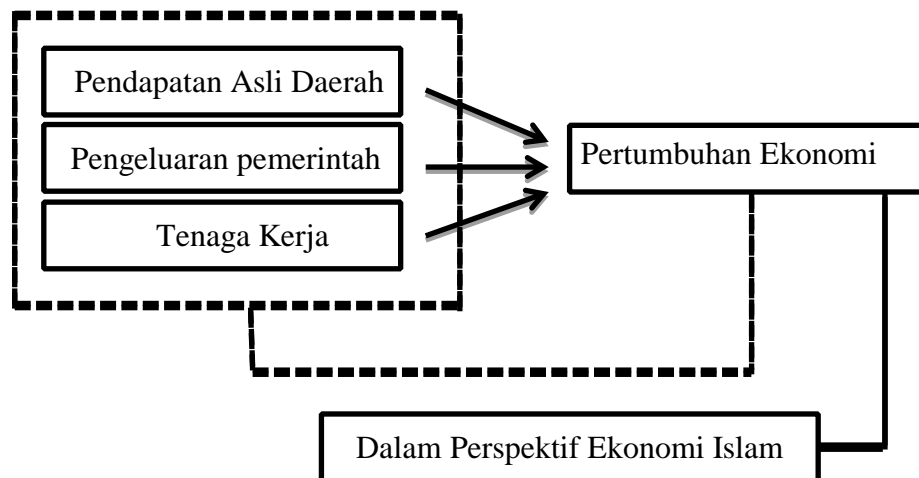 Pendapatan Asli Daerah
Pengeluaran pemerintah
Tenaga Kerja
Pertumbuhan Ekonomi
Dalam Perspektif Ekonomi Islam